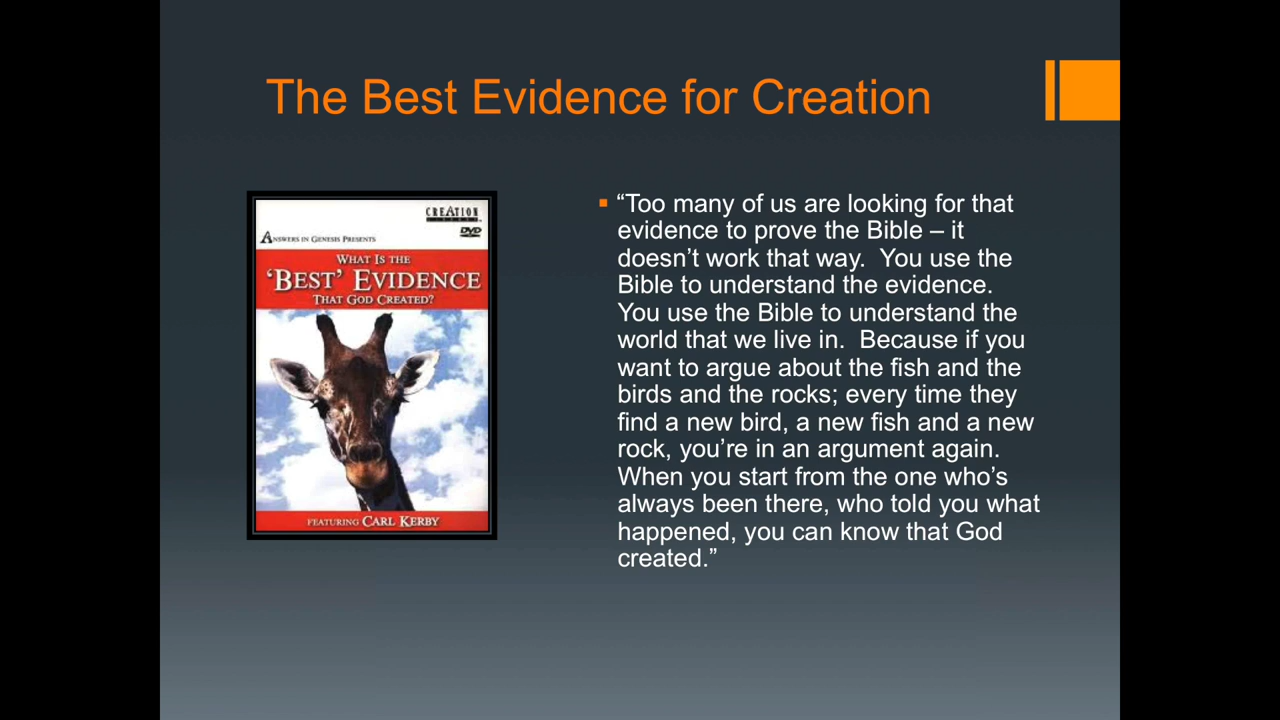 The Best Evidence for Creation
CREATION
DVD
ANSWERS IN GENESIS PRESENTS
WHAT IS THE
‘BEST’ EVIDENCE
THAT GOD CREATED?
FEATURING CARL KERBY
“Too many of us are looking for that
evidence to prove the Bible – it
doesn’t work that way.  You use the
Bible to understand the evidence.
You use the Bible to understand the
world that we live in.  Because if you
want to argue about the fish and the
birds and the rocks; every time they
find a new bird, a new fish and a new
rock, you’re in an argument again.
When you start from the one who’s
always been there, who told you what
happened, you can know that God
created.”